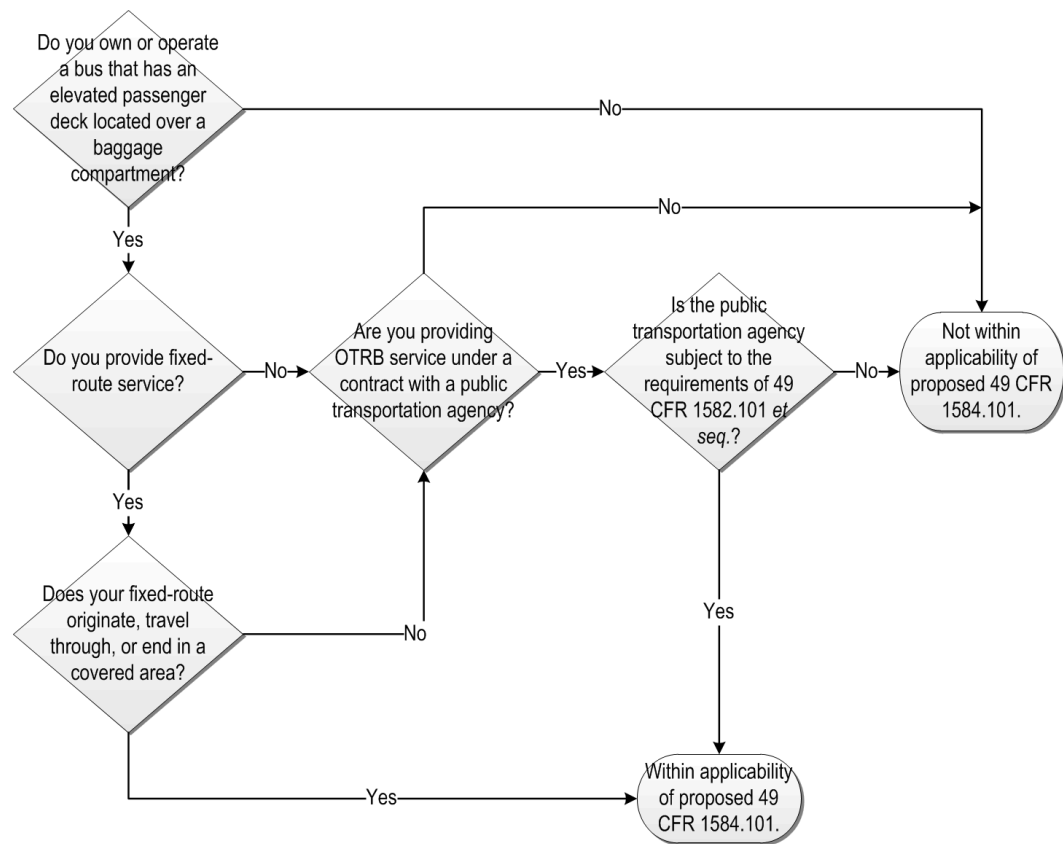 Do you own or operate
a bus that has an
elevated passenger
deck located over a
baggage
compartment?
No
Yes
No
Do you provide fixed-
route service?
No
Are you providing
OTRB service under a
contract with a public
transportation agency?
Yes
Is the public
transportation agency
subject to the
requirements of 49
CFR 1582.101 et
seq.?
No
Not within
applicability of
proposed 49 CFR
1584.101.
Yes
Does your fixed-route
originate, travel
through, or end in a
covered area?
No
Yes
Yes
Within applicability
of proposed 49
CFR 1584.101.